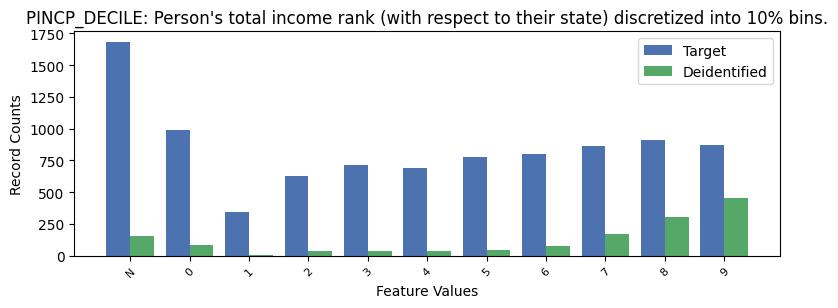 PINCP_DECILE: Person's total income rank (with respect to their state) discretized into 10% bins.
1750
1500
1250
1000
750
500
250
0
Record Counts
Target
Deidentified
N 0 1 2 3 4 5 6 7 8 9
Feature Values